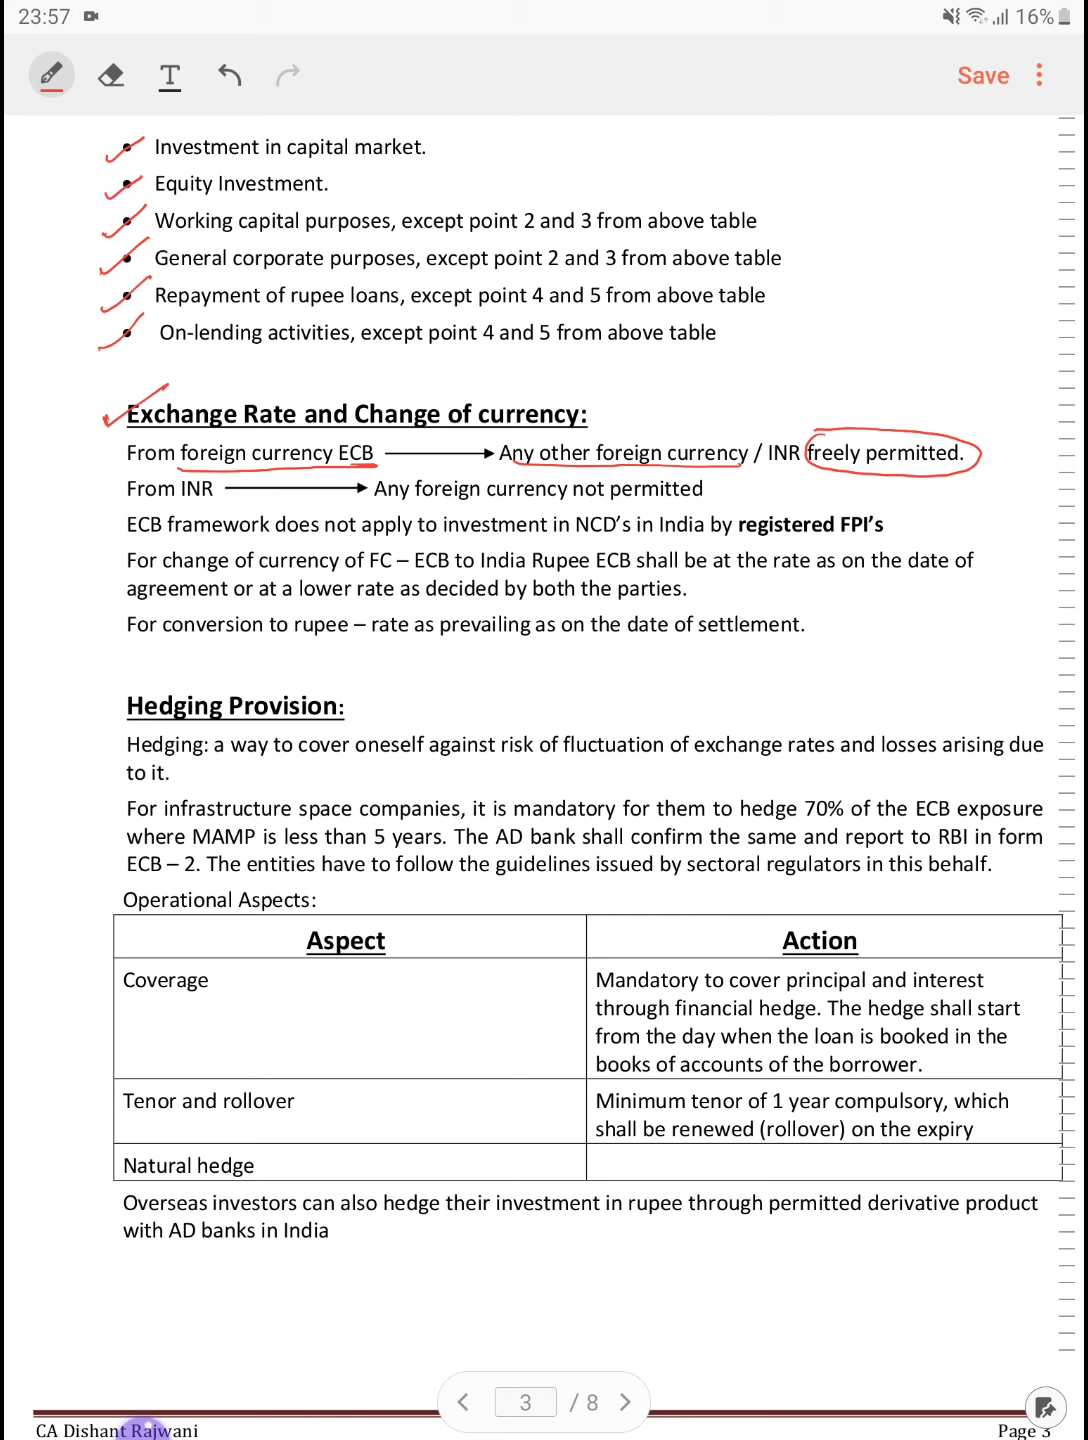 23:57
16%
T
Save
Investment in capital market.
Equity Investment.
Working capital purposes, except point 2 and 3 from above table
General corporate purposes, except point 2 and 3 from above table
Repayment of rupee loans, except point 4 and 5 from above table
On-lending activities, except point 4 and 5 from above table
Exchange Rate and Change of currency:
From foreign currency ECB → Any other foreign currency / INR freely permitted.
From INR → Any foreign currency not permitted
ECB framework does not apply to investment in NCD's in India by registered FPI's
For change of currency of FC – ECB to India Rupee ECB shall be at the rate as on the date of
agreement or at a lower rate as decided by both the parties.
For conversion to rupee – rate as prevailing as on the date of settlement.
Hedging Provision:
Hedging: a way to cover oneself against risk of fluctuation of exchange rates and losses arising due
to it.
For infrastructure space companies, it is mandatory for them to hedge 70% of the ECB exposure
where MAMP is less than 5 years. The AD bank shall confirm the same and report to RBI in form
ECB – 2. The entities have to follow the guidelines issued by sectoral regulators in this behalf.
Operational Aspects:
Aspect Action
Coverage Mandatory to cover principal and interest
through financial hedge. The hedge shall start
from the day when the loan is booked in the
books of accounts of the borrower.
Tenor and rollover Minimum tenor of 1 year compulsory, which
shall be renewed (rollover) on the expiry
Natural hedge
Overseas investors can also hedge their investment in rupee through permitted derivative product
with AD banks in India
3 / 8
CA Dishant Rajwani Page 3